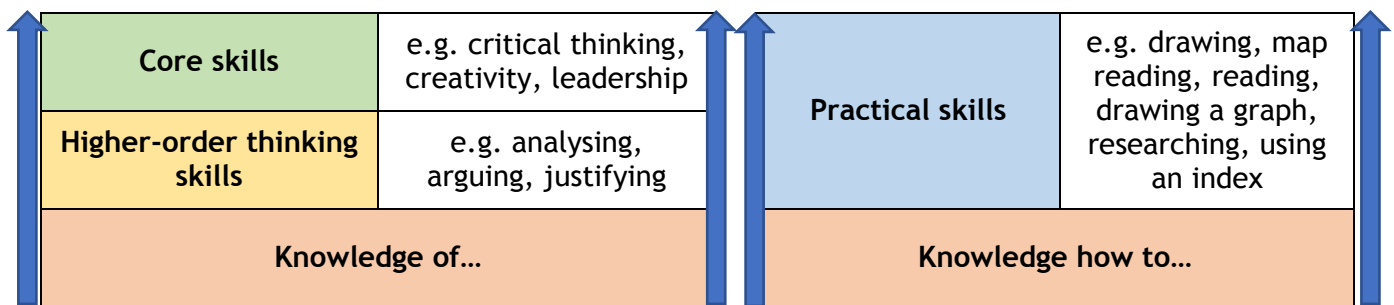 Core skills
e.g. critical thinking,
creativity, leadership
Higher-order thinking
skills
e.g. analysing,
arguing, justifying
Knowledge of…
Practical skills
e.g. drawing, map
reading, reading,
drawing a graph,
researching, using
an index
Knowledge how to…